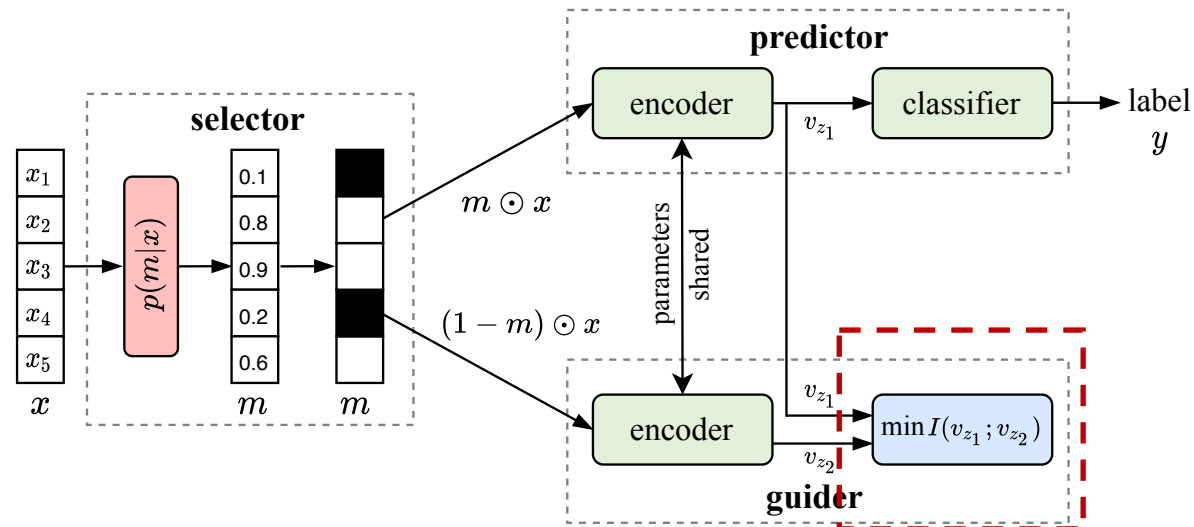 predictor
selector
encoder
classifier
label
y
v_{z_1}
x_1
x_2
x_3
x_4
x_5
x
p(m|x)
0.1
0.8
0.9
0.2
0.6
m
m
m ⊙ x
(1 − m) ⊙ x
parameters
shared
encoder
v_{z_1}
v_{z_2}
min I(v_{z_1}; v_{z_2})
guider